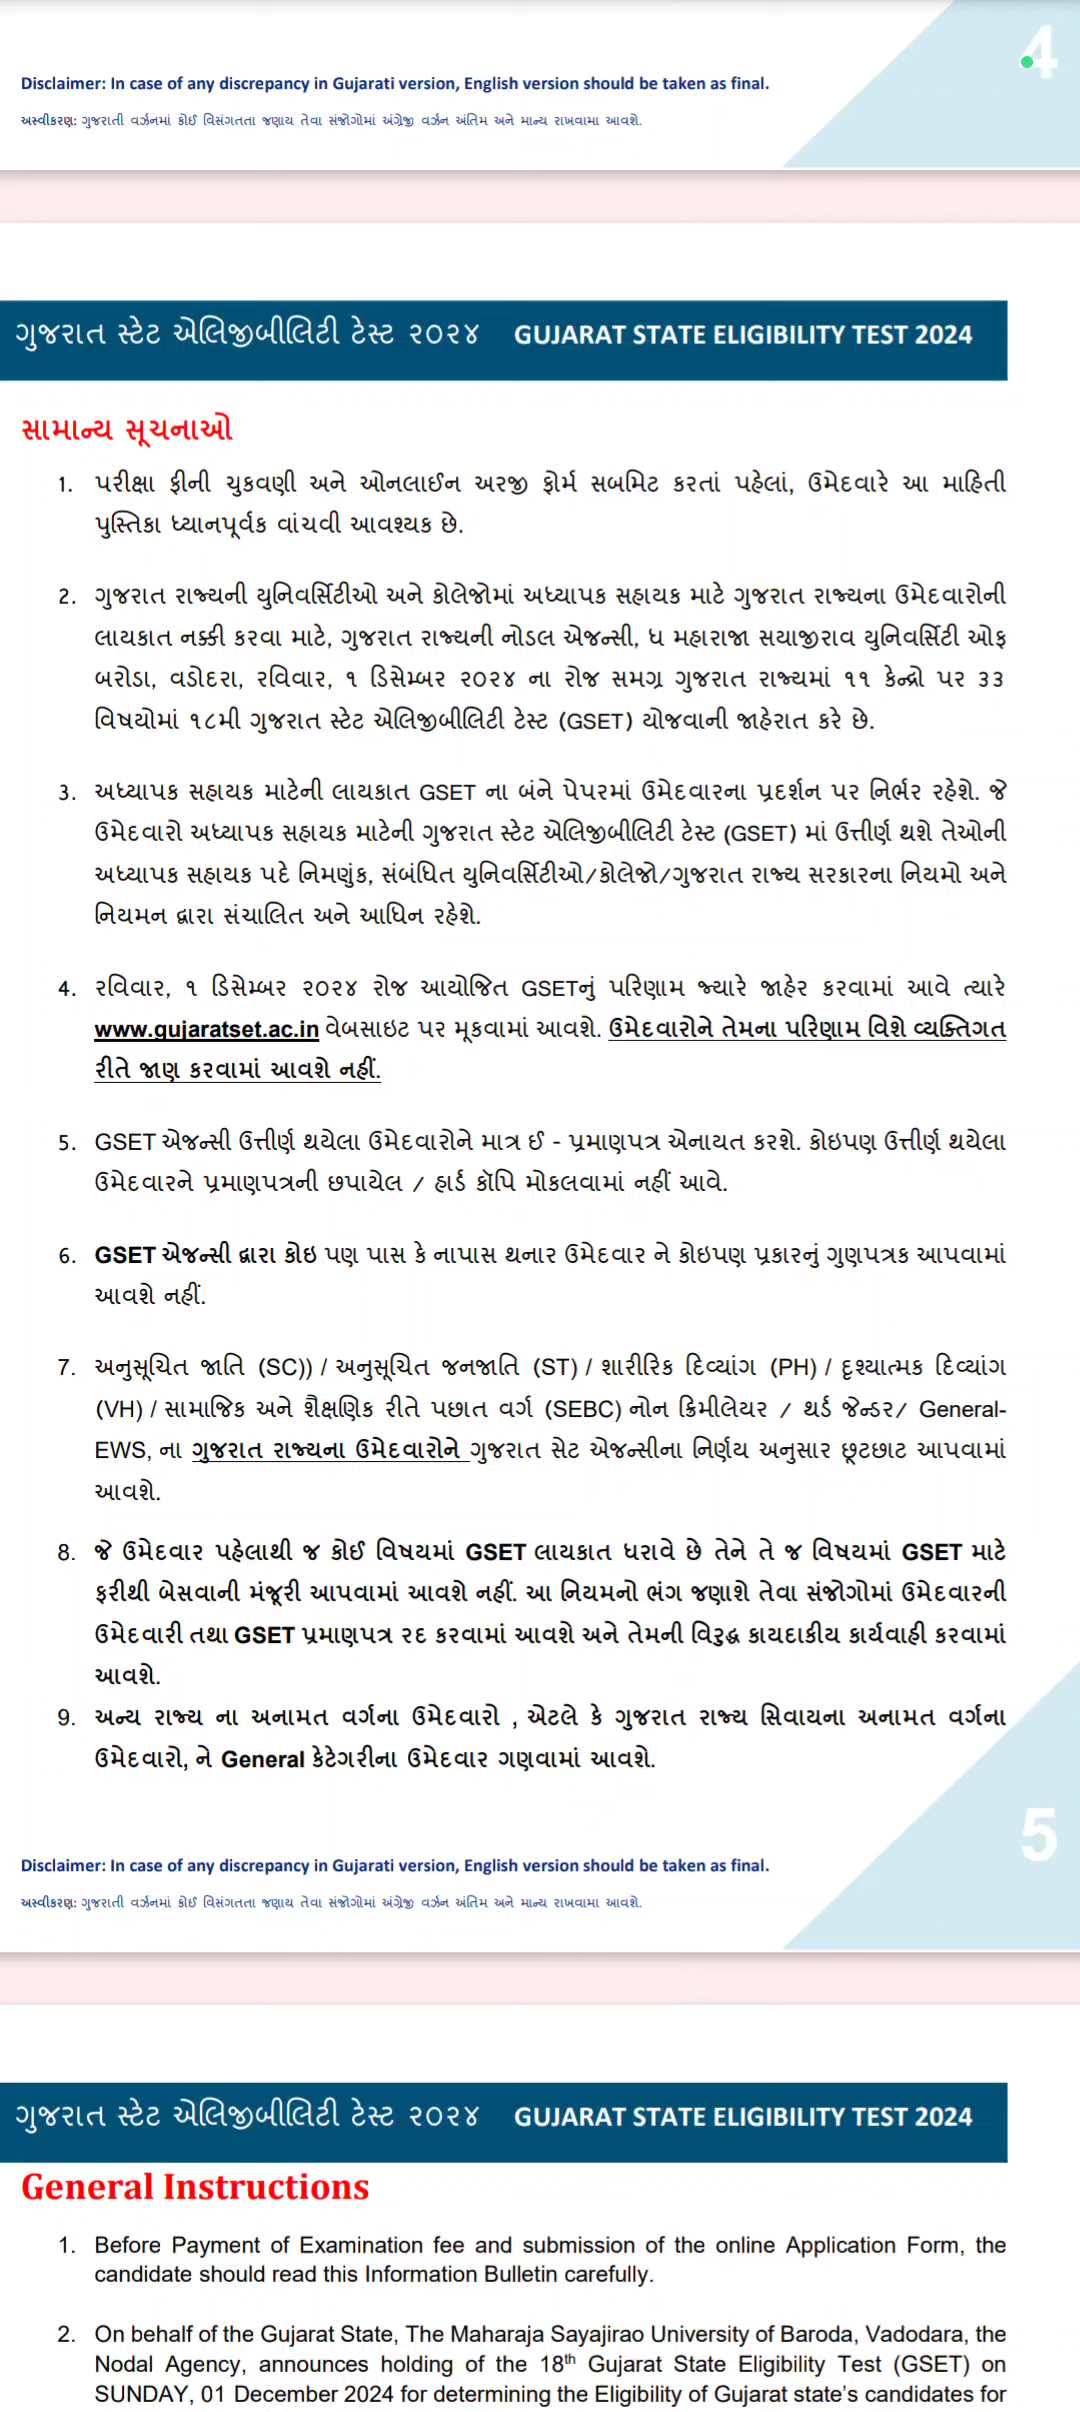 4
Disclaimer: In case of any discrepancy in Gujarati version, English version should be taken as final.
અસ્વીકરણ: ગુજરાતી વર્ઝનમાં કોઈ વિસંગતતા જણાય તેવા સંજોગોમાં અંગ્રેજી વર્ઝન અંતિમ અને માન્ય રાખવામા આવશે.
ગુજરાત સ્ટેટ એલિજીબીલિટી ટેસ્ટ ૨૦૨૪ GUJARAT STATE ELIGIBILITY TEST 2024
સામાન્ય સૂચનાઓ
1. પરીક્ષા ફીની ચુકવણી અને ઓનલાઈન અરજી ફોર્મ સબમિટ કરતાં પહેલાં, ઉમેદવારે આ માહિતી
પુસ્તિકા ધ્યાનપૂર્વક વાંચવી આવશ્યક છે.
2. ગુજરાત રાજ્યની યુનિવર્સિટીઓ અને કોલેજોમાં અધ્યાપક સહાયક માટે ગુજરાત રાજ્યના ઉમેદવારોની
લાયકાત નક્કી કરવા માટે, ગુજરાત રાજ્યની નોડલ એજન્સી, ધ મહારાજા સયાજીરાવ યુનિવર્સિટી ઓફ
બરોડા, વડોદરા, રવિવાર, ૧ ડિસેમ્બર ૨૦૨૪ ના રોજ સમગ્ર ગુજરાત રાજ્યમાં ૧૧ કેન્દ્રો પર ૩૩
વિષયોમાં ૧૮મી ગુજરાત સ્ટેટ એલિજીબીલિટી ટેસ્ટ (GSET) યોજવાની જાહેરાત કરે છે.
3. અધ્યાપક સહાયક માટેની લાયકાત GSET ના બંને પેપરમાં ઉમેદવારના પ્રદર્શન પર નિર્ભર રહેશે. જે
ઉમેદવારો અધ્યાપક સહાયક માટેની ગુજરાત સ્ટેટ એલિજીબીલિટી ટેસ્ટ (GSET) માં ઉત્તીર્ણ થશે તેઓની
અધ્યાપક સહાયક પદે નિમણુંક, સંબંધિત યુનિવર્સિટીઓ/કોલેજો/ગુજરાત રાજ્ય સરકારના નિયમો અને
નિયમન દ્વારા સંચાલિત અને આધિન રહેશે.
4. રવિવાર, ૧ ડિસેમ્બર ૨૦૨૪ રોજ આયોજિત GSETનું પરિણામ જ્યારે જાહેર કરવામાં આવે ત્યારે
www.gujaratset.ac.in વેબસાઇટ પર મૂકવામાં આવશે. ઉમેદવારોને તેમના પરિણામ વિશે વ્યક્તિગત
રીતે જાણ કરવામાં આવશે નહીં.
5. GSET એજન્સી ઉત્તીર્ણ થયેલા ઉમેદવારોને માત્ર ઈ - પ્રમાણપત્ર એનાયત કરશે. કોઇપણ ઉત્તીર્ણ થયેલા
ઉમેદવારને પ્રમાણપત્રની છપાયેલ / હાર્ડ કૉપિ મોકલવામાં નહીં આવે.
6. GSET એજન્સી દ્વારા કોઇ પણ પાસ કે નાપાસ થનાર ઉમેદવાર ને કોઇપણ પ્રકારનું ગુણપત્રક આપવામાં
આવશે નહીં.
7. અનુસૂચિત જાતિ (SC)) / અનુસૂચિત જનજાતિ (ST) / શારીરિક દિવ્યાંગ (PH) / દૃશ્યાત્મક દિવ્યાંગ
(VH) / સામાજિક અને શૈક્ષણિક રીતે પછાત વર્ગ (SEBC) નોન ક્રિમીલેયર / થર્ડ જેન્ડર/ General-
EWS, ના ગુજરાત રાજ્યના ઉમેદવારોને ગુજરાત સેટ એજન્સીના નિર્ણય અનુસાર છૂટછાટ આપવામાં
આવશે.
8. જે ઉમેદવાર પહેલાથી જ કોઈ વિષયમાં GSET લાયકાત ધરાવે છે તેને તે જ વિષયમાં GSET માટે
ફરીથી બેસવાની મંજૂરી આપવામાં આવશે નહીં. આ નિયમનો ભંગ જણાશે તેવા સંજોગોમાં ઉમેદવારની
ઉમેદવારી તથા GSET પ્રમાણપત્ર રદ કરવામાં આવશે અને તેમની વિરુદ્ધ કાયદાકીય કાર્યવાહી કરવામાં
આવશે.
9. અન્ય રાજ્ય ના અનામત વર્ગના ઉમેદવારો , એટલે કે ગુજરાત રાજ્ય સિવાયના અનામત વર્ગના
ઉમેદવારો, ને General કેટેગરીના ઉમેદવાર ગણવામાં આવશે.
5
Disclaimer: In case of any discrepancy in Gujarati version, English version should be taken as final.
અસ્વીકરણ: ગુજરાતી વર્ઝનમાં કોઈ વિસંગતતા જણાય તેવા સંજોગોમાં અંગ્રેજી વર્ઝન અંતિમ અને માન્ય રાખવામા આવશે.
ગુજરાત સ્ટેટ એલિજીબીલિટી ટેસ્ટ ૨૦૨૪ GUJARAT STATE ELIGIBILITY TEST 2024
General Instructions
1. Before Payment of Examination fee and submission of the online Application Form, the
candidate should read this Information Bulletin carefully.
2. On behalf of the Gujarat State, The Maharaja Sayajirao University of Baroda, Vadodara, the
Nodal Agency, announces holding of the 18th Gujarat State Eligibility Test (GSET) on
SUNDAY, 01 December 2024 for determining the Eligibility of Gujarat state's candidates for